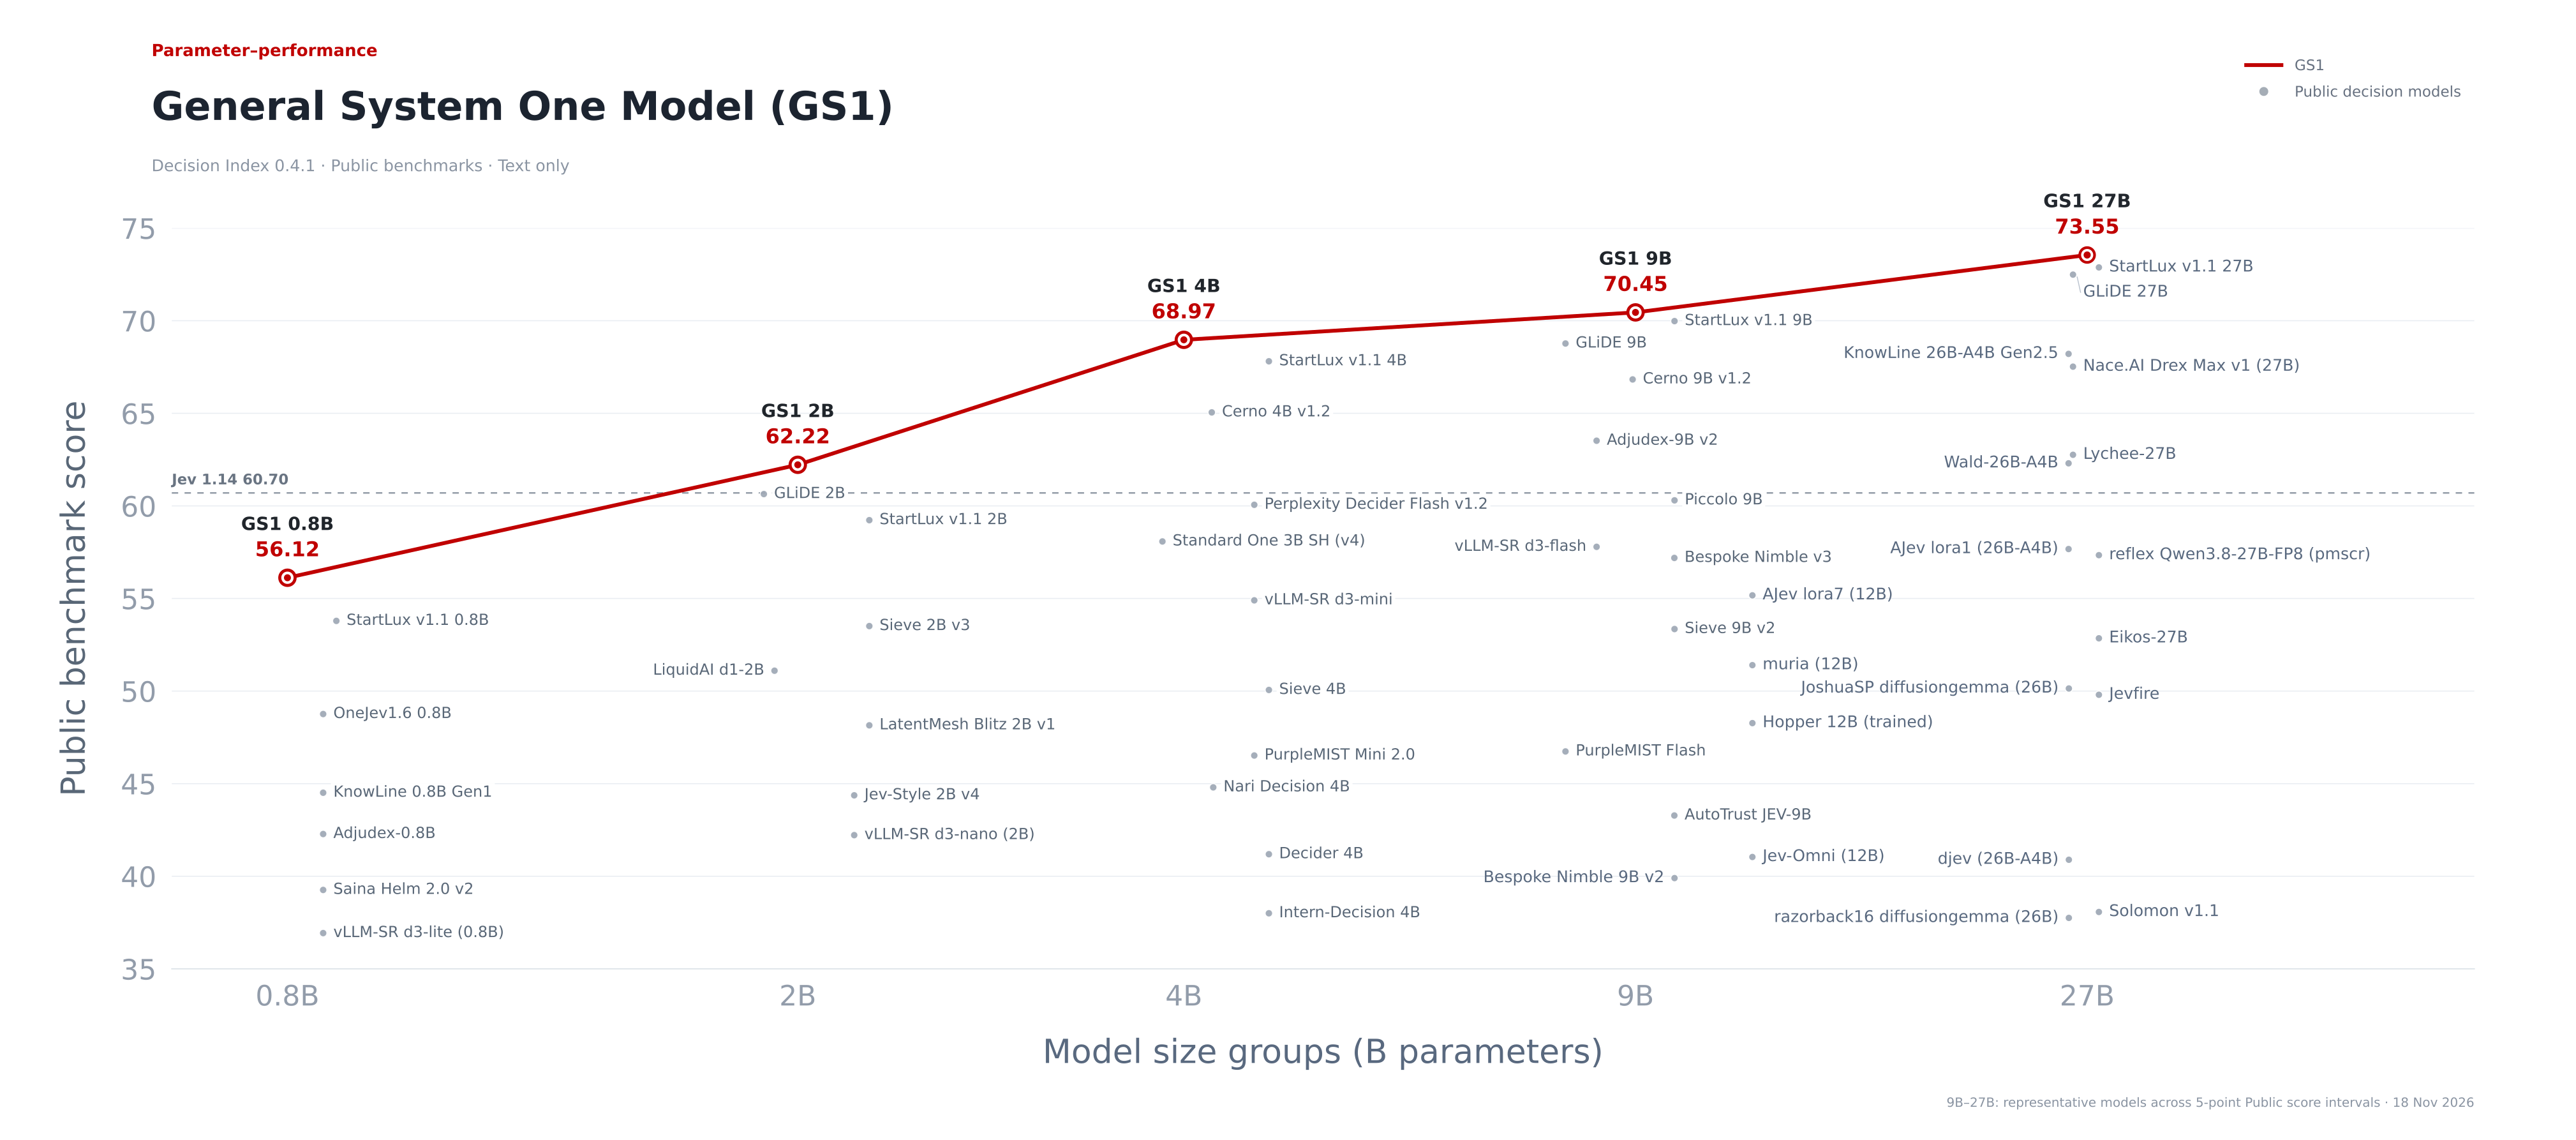 Parameter–performance
General System One Model (GS1)
Decision Index 0.4.1 · Public benchmarks · Text only
GS1
Public decision models
Public benchmark score
75
70
65
60
55
50
45
40
35
Jev 1.14 60.70
GS1 0.8B
56.12
StartLux v1.1 0.8B
OneJev1.6 0.8B
KnowLine 0.8B Gen1
Adjudex-0.8B
Saina Helm 2.0 v2
vLLM-SR d3-lite (0.8B)
GS1 2B
62.22
GLiDE 2B
StartLux v1.1 2B
Sieve 2B v3
LiquidAI d1-2B
LatentMesh Blitz 2B v1
Jev-Style 2B v4
vLLM-SR d3-nano (2B)
GS1 4B
68.97
StartLux v1.1 4B
Cerno 4B v1.2
Perplexity Decider Flash v1.2
Standard One 3B SH (v4)
vLLM-SR d3-mini
Sieve 4B
PurpleMIST Mini 2.0
Nari Decision 4B
Decider 4B
Intern-Decision 4B
GS1 9B
70.45
StartLux v1.1 9B
GLiDE 9B
Cerno 9B v1.2
Adjudex-9B v2
Piccolo 9B
vLLM-SR d3-flash
Bespoke Nimble v3
AJev lora7 (12B)
Sieve 9B v2
muria (12B)
Hopper 12B (trained)
PurpleMIST Flash
AutoTrust JEV-9B
Jev-Omni (12B)
Bespoke Nimble 9B v2
GS1 27B
73.55
StartLux v1.1 27B
GLiDE 27B
KnowLine 26B-A4B Gen2.5
Nace.AI Drex Max v1 (27B)
Lychee-27B
Wald-26B-A4B
AJev lora1 (26B-A4B)
reflex Qwen3.8-27B-FP8 (pmscr)
Eikos-27B
JoshuaSP diffusiongemma (26B)
Jevfire
djev (26B-A4B)
razorback16 diffusiongemma (26B)
Solomon v1.1
0.8B
2B
4B
9B
27B
Model size groups (B parameters)
9B–27B: representative models across 5-point Public score intervals · 18 Nov 2026